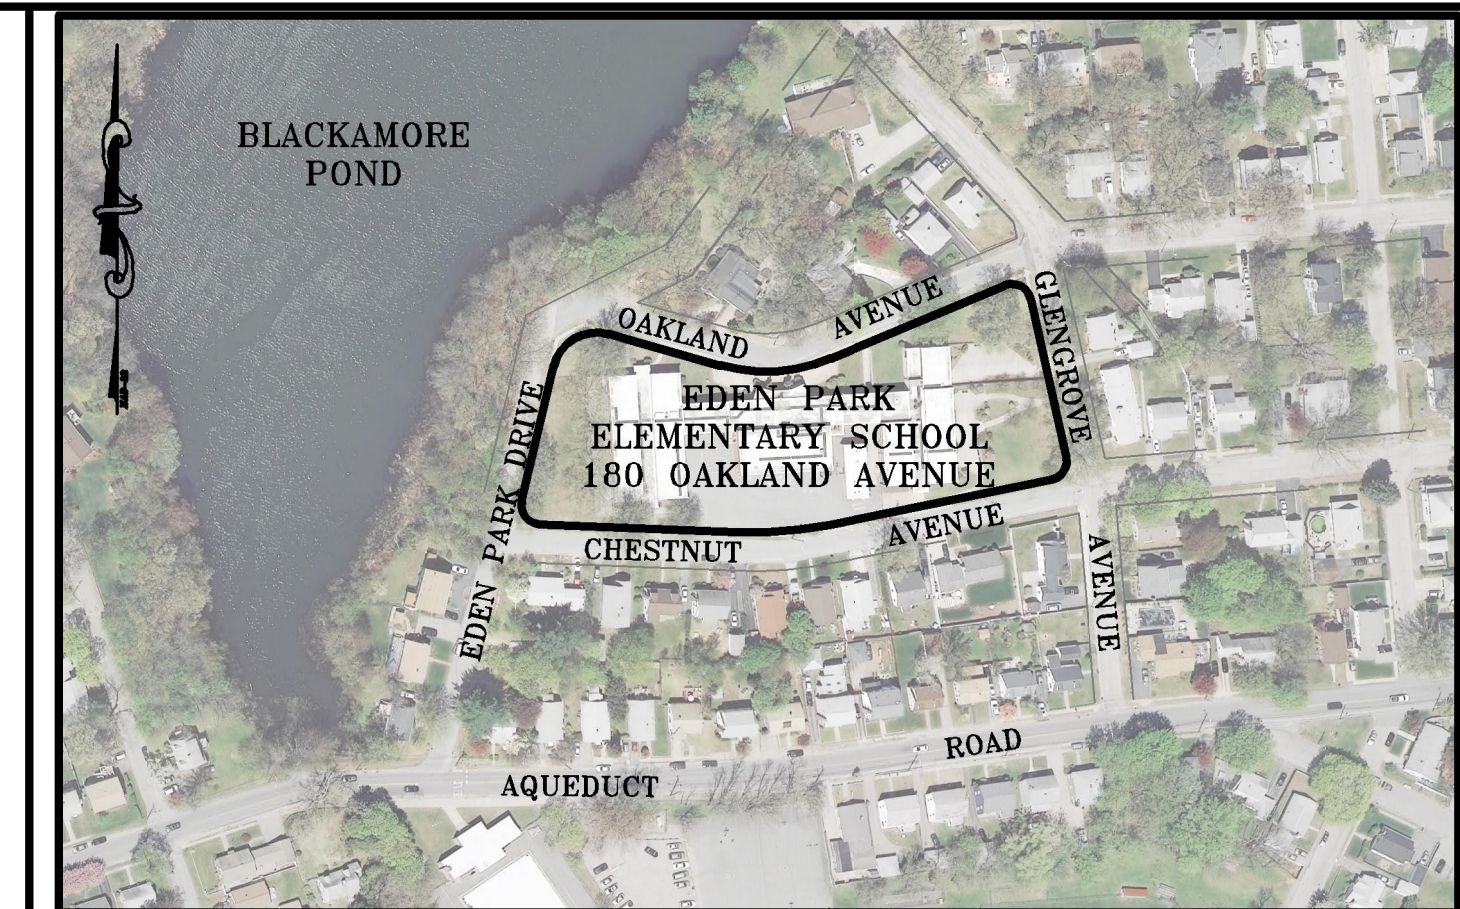 BLACKAMORE
POND
OAKLAND AVENUE
GLENGROVE AVENUE
EDEN PARK DRIVE
EDEN PARK
ELEMENTARY SCHOOL
180 OAKLAND AVENUE
CHESTNUT AVENUE
AQUEDUCT ROAD